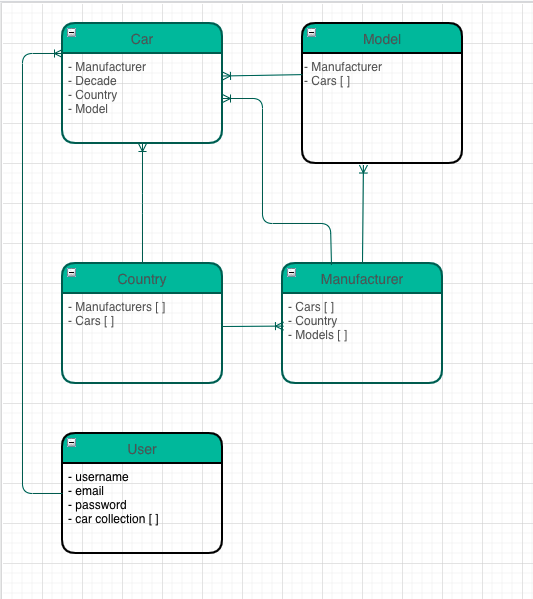 Car
- Manufacturer
- Decade
- Country
- Model
Model
- Manufacturer
- Cars [ ]
Country
- Manufacturers [ ]
- Cars [ ]
Manufacturer
- Cars [ ]
- Country
- Models [ ]
User
- username
- email
- password
- car collection [ ]